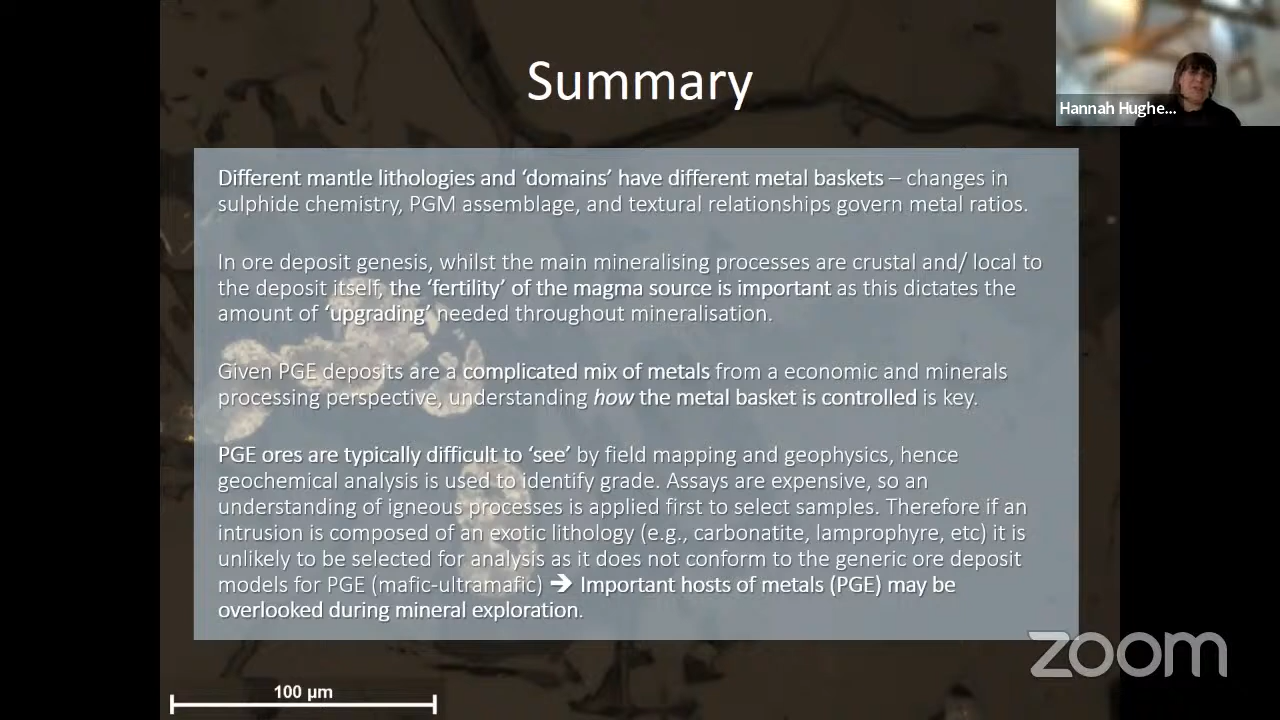 Summary
Hannah Hughe...
Different mantle lithologies and ‘domains’ have different metal baskets – changes in
sulphide chemistry, PGM assemblage, and textural relationships govern metal ratios.
In ore deposit genesis, whilst the main mineralising processes are crustal and/ local to
the deposit itself, the ‘fertility’ of the magma source is important as this dictates the
amount of ‘upgrading’ needed throughout mineralisation.
Given PGE deposits are a complicated mix of metals from a economic and minerals
processing perspective, understanding how the metal basket is controlled is key.
PGE ores are typically difficult to ‘see’ by field mapping and geophysics, hence
geochemical analysis is used to identify grade. Assays are expensive, so an
understanding of igneous processes is applied first to select samples. Therefore if an
intrusion is composed of an exotic lithology (e.g., carbonatite, lamprophyre, etc) it is
unlikely to be selected for analysis as it does not conform to the generic ore deposit
models for PGE (mafic-ultramafic) ➔ Important hosts of metals (PGE) may be
overlooked during mineral exploration.
zoom
100 µm